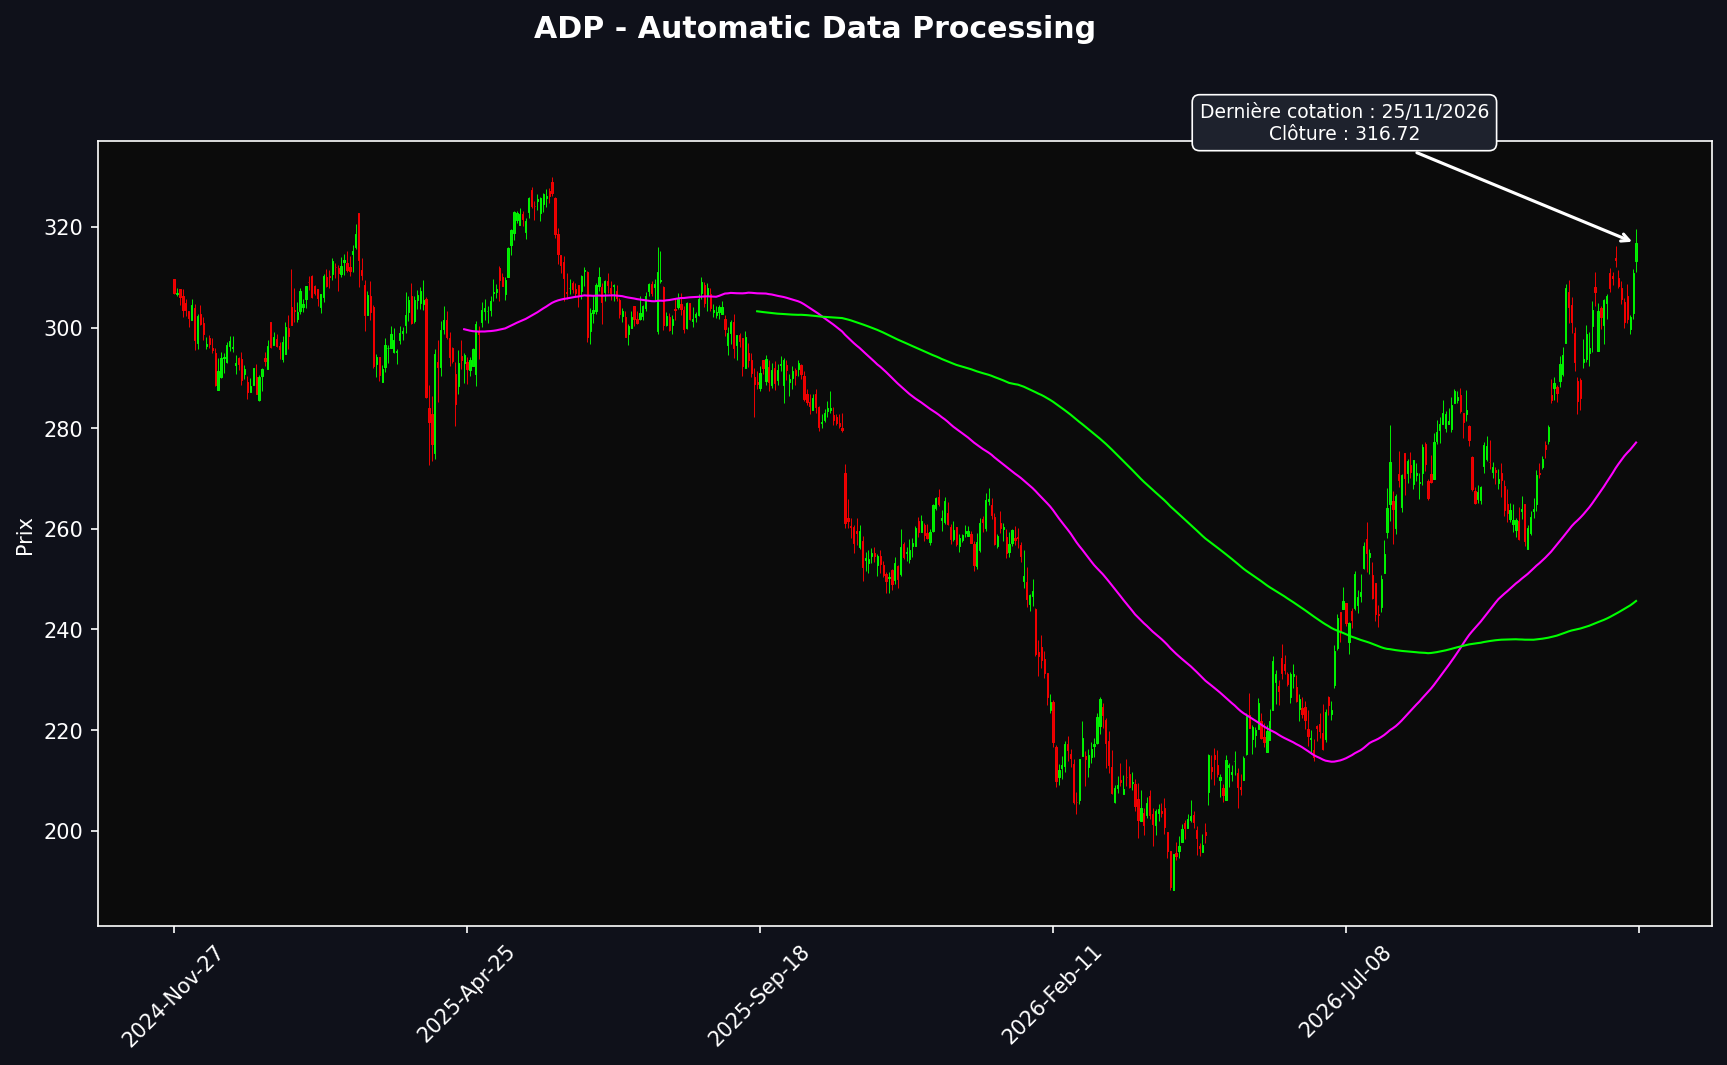 ADP - Automatic Data Processing
Dernière cotation : 25/11/2026
Clôture : 316.72
Prix
320
300
280
260
240
220
200
2024-Nov-27
2025-Apr-25
2025-Sep-18
2026-Feb-11
2026-Jul-08